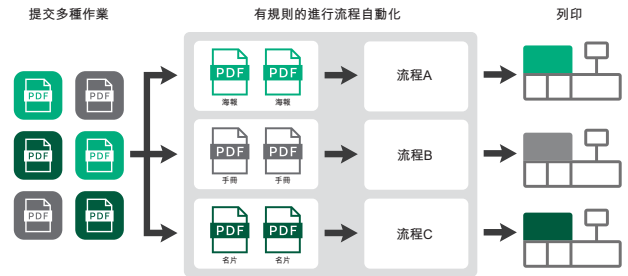 提交多種作業
有規則的進行流程自動化
列印
PDF PDF
PDF PDF
PDF PDF
PDF PDF
海報 海報
流程A
PDF PDF
手冊 手冊
流程B
PDF PDF
名片 名片
流程C